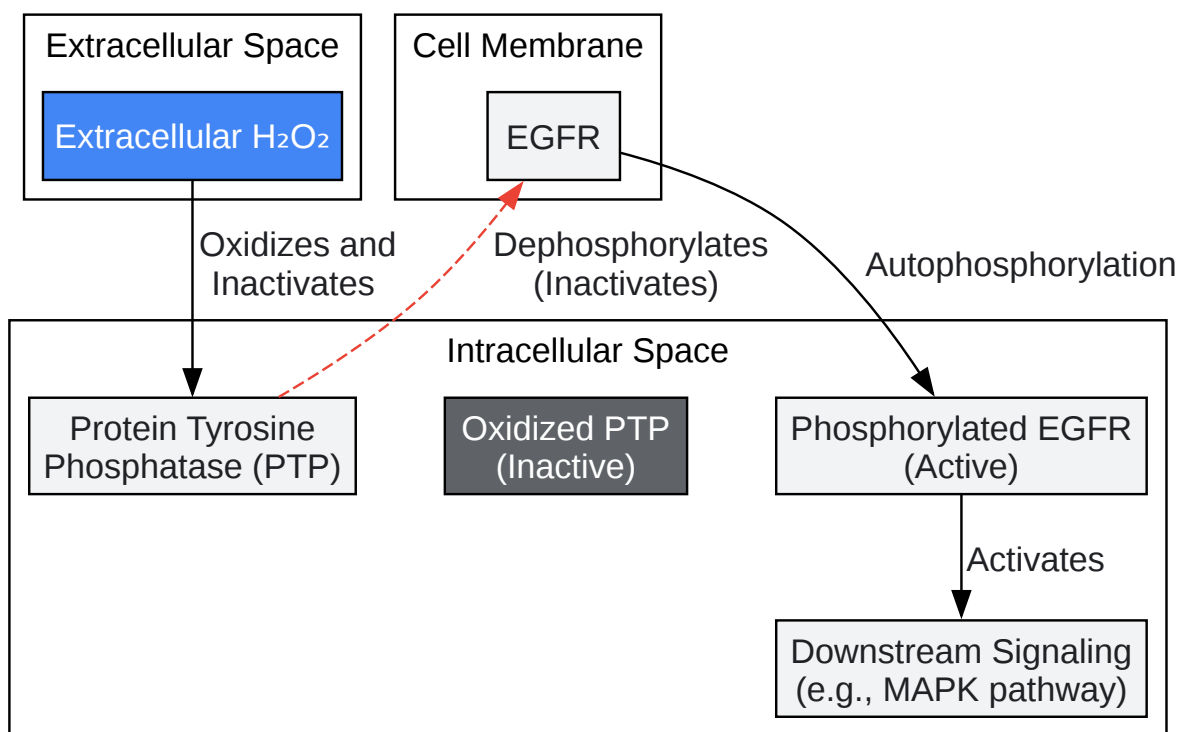 Extracellular Space
Cell Membrane
Extracellular H₂O₂
EGFR
Oxidizes and
Inactivates
Dephosphorylates
(Inactivates)
Autophosphorylation
Intracellular Space
Protein Tyrosine
Phosphatase (PTP)
Oxidized PTP
(Inactive)
Phosphorylated EGFR
(Active)
Activates
Downstream Signaling
(e.g., MAPK pathway)